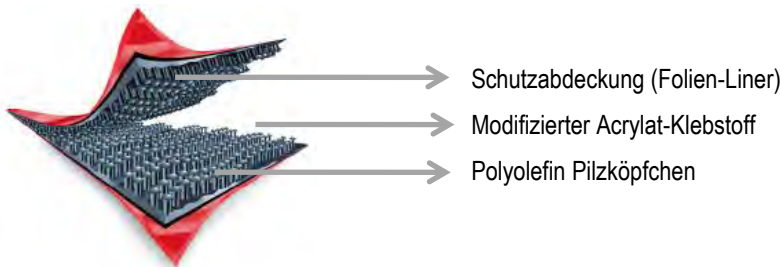 Schutzabdeckung (Folien-Liner)
Modifizierter Acrylat-Klebstoff
Polyolefin Pilzköpfchen